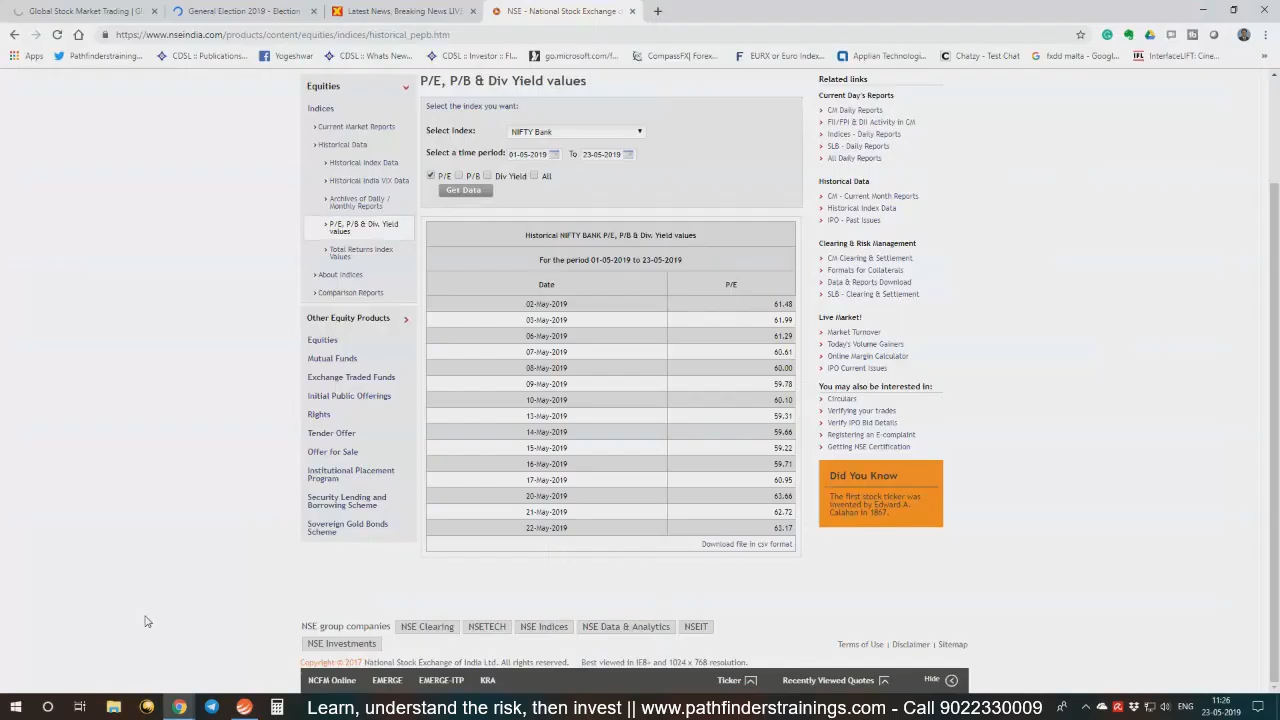 Global Stock Market Trading | Gl
General Election 2019 - Election
Latest News, Breaking News LIVE
NSE - National Stock Exchange o
https://www.nseindia.com/products/content/equities/indices/historical_pepb.htm
Apps
Pathfinderstraining...
CDSL : Publication...
Yogeshwar
CDSL :: Investor :: Fl...
go.microsoft.com/f...
CompassFX| Forex...
EURX or Euro Index...
Applian Technologi...
Chatzy - Test Chat
fxdd malta - Googl...
InterfaceLIFT: Cine...
Equities
Indices
Current Market Reports
Historical Data
Historical Index Data
Historical India VIX Data
Archives of Daily /
Monthly Reports
P/E, P/B & Div. Yield
values
Total Returns Index
Values
About Indices
Comparison Reports
Other Equity Products
Equities
Mutual Funds
Exchange Traded Funds
Initial Public Offerings
Rights
Tender Offer
Offer for Sale
Institutional Placement
Program
Security Lending and
Borrowing Scheme
Sovereign Gold Bonds
Scheme
P/E, P/B & Div Yield values
Select the index you want:
Select Index: NIFTY Bank
Select a time period: 01-05-2019 To 23-05-2019
P/E P/B Div Yield All
Get Data
Historical NIFTY BANK P/E, P/B & Div. Yield values
For the period 01-05-2019 to 23-05-2019
Date P/E
02-May-2019 61.48
03-May-2019 61.99
06-May-2019 61.29
07-May-2019 60.61
08-May-2019 60.00
09-May-2019 59.78
10-May-2019 60.10
13-May-2019 59.31
14-May-2019 59.66
15-May-2019 59.22
16-May-2019 59.71
17-May-2019 60.95
20-May-2019 63.66
21-May-2019 62.72
22-May-2019 63.17
Download file in csv format
Related links
Current Day's Reports
CM Daily Reports
FII/FPI & DII Activity in CM
Indices - Daily Reports
SLB - Daily Reports
All Daily Reports
Historical Data
CM - Current Month Reports
Historical Index Data
IPO - Past Issues
Clearing & Risk Management
CM Clearing & Settlement
Formats for Collaterals
Data & Reports Download
SLB - Clearing & Settlement
Live Market!
Market Turnover
Today's Volume Gainers
Online Margin Calculator
IPO Current Issues
You may also be interested in:
Circulars
Verifying your trades
Verify IPO Bid Details
Registering an E-complaint
Getting NSE Certification
Did You Know
The first stock ticker was
invented by Edward A.
Calahan in 1867.
NSE group companies NSE Clearing NSETECH NSE Indices NSE Data & Analytics NSEIT
NSE Investments
Terms of Use | Disclaimer | Sitemap
Copyright © 2017 National Stock Exchange of India Ltd. All rights reserved. Best viewed in IE8+ and 1024 x 768 resolution.
NCFM Online EMERGE EMERGE-ITP KRA Ticker Recently Viewed Quotes Hide
Learn, understand the risk, then invest || www.pathfinderstrainings.com - Call 9022330009
ENG
11:26
23-05-2019